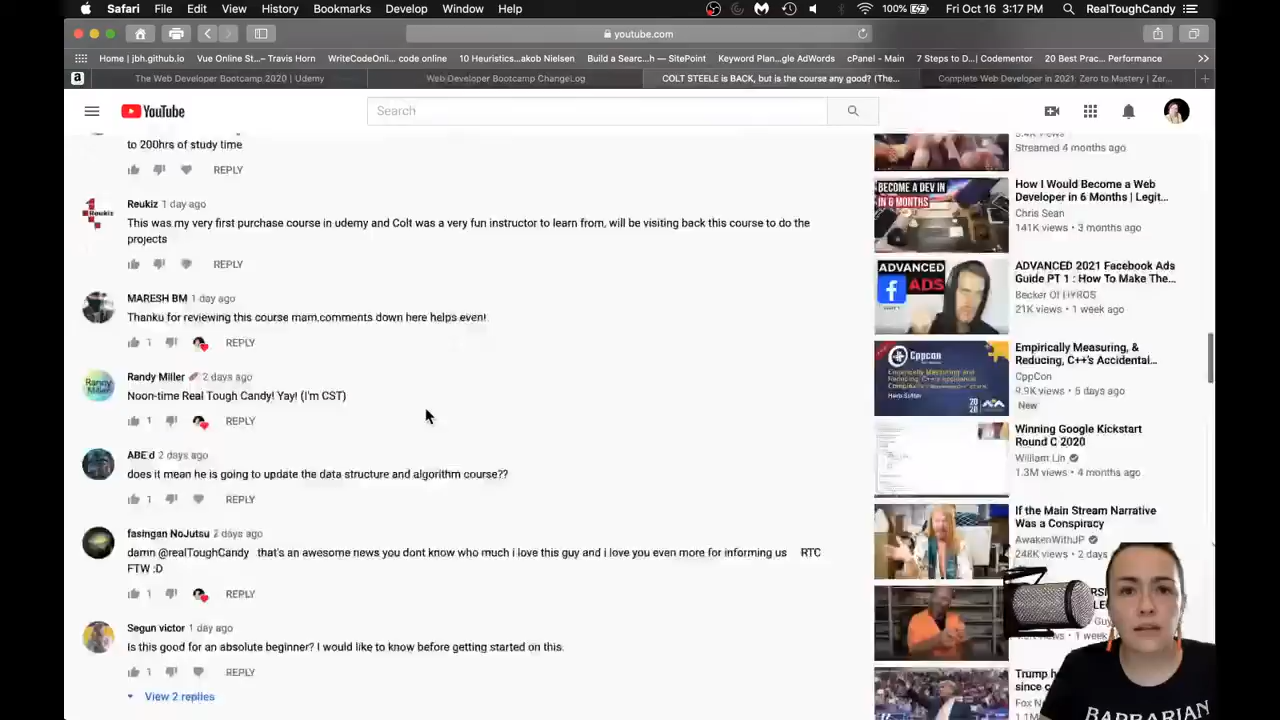 Safari File Edit View History Bookmarks Develop Window Help 100% Fri Oct 16 3:17 PM RealToughCandy
youtube.com
Home | jbh.github.io Vue Online St...– Travis Horn WriteCodeOnli... code online 10 Heuristics...akob Nielsen Build a Searc...h — SitePoint Keyword Plan...gle AdWords cPanel - Main 7 Steps to D...| Codementor 20 Best Prac... Performance
The Web Developer Bootcamp 2020 | Udemy Web Developer Bootcamp ChangeLog COLT STEELE is BACK, but is the course any good? (The... Complete Web Developer in 2021: Zero to Mastery | Zer...
YouTube
Search
to 200hrs of study time
REPLY
Reukiz 1 day ago
This was my very first purchase course in udemy and Colt was a very fun instructor to learn from, will be visiting back this course to do the
projects
REPLY
MARESH BM 1 day ago
Thanku for reviewing this course mam.comments down here helps even!
1 REPLY
Randy Miller 2 days ago
Noon-time Real Tough Candy! Yay! (I'm CST)
1 REPLY
ABE d 2 days ago
does it mean he is going to update the data structure and algorithm course??
1 REPLY
fasingan NoJutsu 2 days ago
damn @realToughCandy that's an awesome news you dont know who much i love this guy and i love you even more for informing us RTC
FTW :D
1 REPLY
Segun victor 1 day ago
Is this good for an absolute beginner? I would like to know before getting started on this.
1 REPLY
View 2 replies
Streamed 4 months ago
BECOME A DEV IN
IN 6 MONTHS
How I Would Become a Web
Developer in 6 Months | Legit...
Chris Sean
141K views • 3 months ago
ADVANCED
ADS
ADVANCED 2021 Facebook Ads
Guide PT 1 : How To Make The...
21K views • 1 week ago
Cppcon
20
20
Empirically Measuring, &
Reducing, C++'s Accidental...
CppCon
9.9K views • 5 days ago
New
Winning Google Kickstart
Round C 2020
William Lin
1.3M views • 4 months ago
If the Main Stream Narrative
Was a Conspiracy
AwakenWithJP
248K views • 2 days
1 week
Trump
since
Fox
BARBARIAN